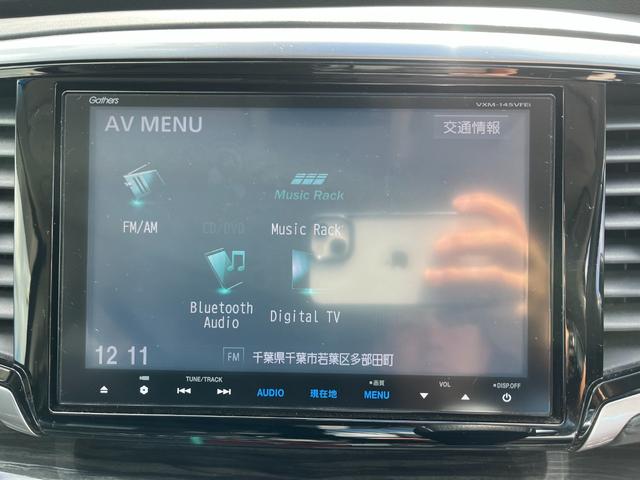 Gathers
VXM-145VFEi
AV MENU
交通情報
Music Rack
FM/AM
CD/DVD
Music Rack
Bluetooth Audio
Digital TV
12 11
FM 千葉県千葉市若葉区多部田町
TUNE/TRACK
AUDIO
現在地
画質
MENU
VOL
DISP.OFF